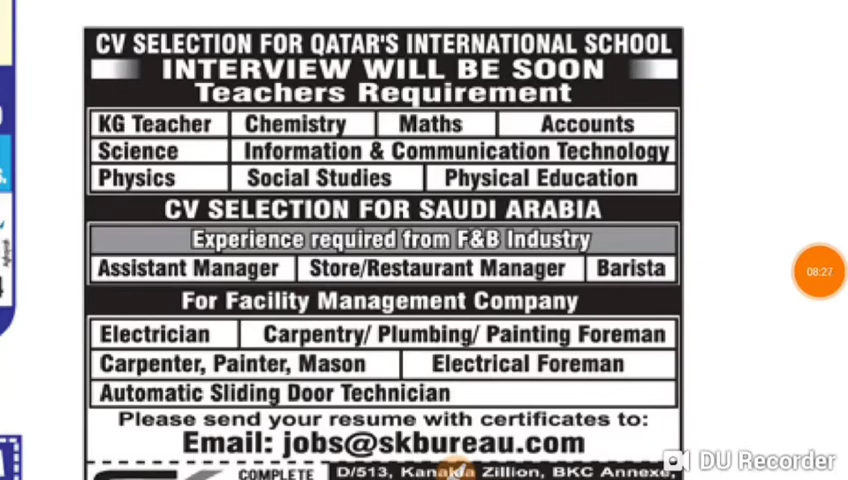 CV SELECTION FOR QATAR'S INTERNATIONAL SCHOOL
INTERVIEW WILL BE SOON
Teachers Requirement
KG Teacher Chemistry Maths Accounts
Science Information & Communication Technology
Physics Social Studies Physical Education
CV SELECTION FOR SAUDI ARABIA
Experience required from F&B Industry
Assistant Manager Store/Restaurant Manager Barista
For Facility Management Company
Electrician Carpentry/ Plumbing/ Painting Foreman
Carpenter, Painter, Mason Electrical Foreman
Automatic Sliding Door Technician
Please send your resume with certificates to:
Email: jobs@skbureau.com
COMPLETE D/513, Kanakia Zillion, BKC Annexe,
08:27
DU Recorder